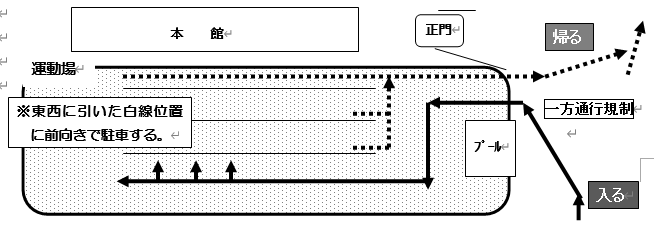 本　館
正門
帰る
運動場
※東西に引いた白線位置
に前向きで駐車する。
一方通行規制
ﾌﾟｰﾙ
入る